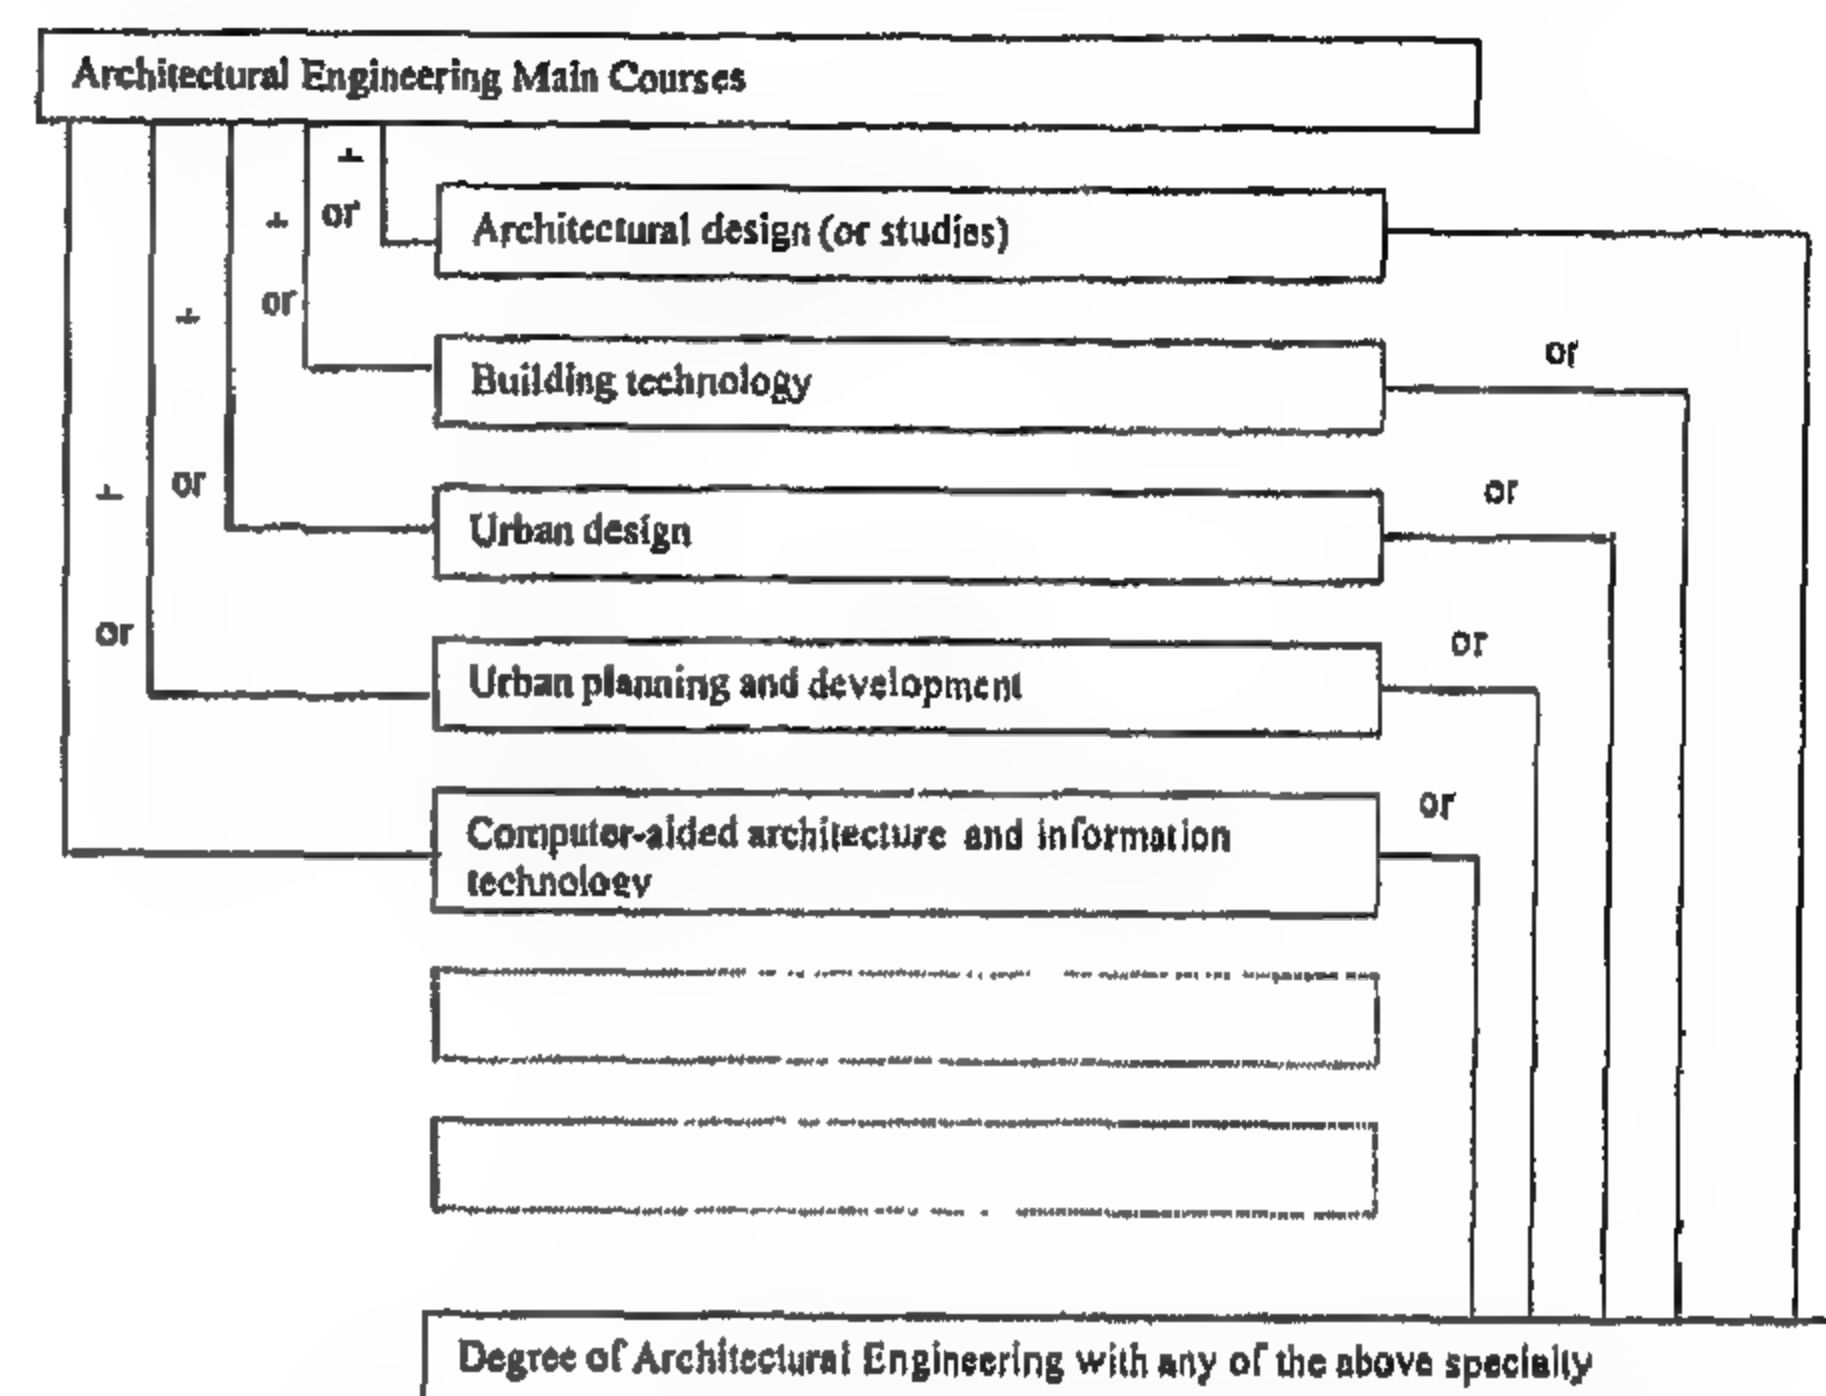 Architectural Engineering Main Courses
+
or
Architectural design (or studies)
+
or
Building technology
or
+
or
Urban design
or
+
or
Urban planning and development
or
Computer-aided architecture and information
technology
or
Degree of Architectural Engineering with any of the above specialty